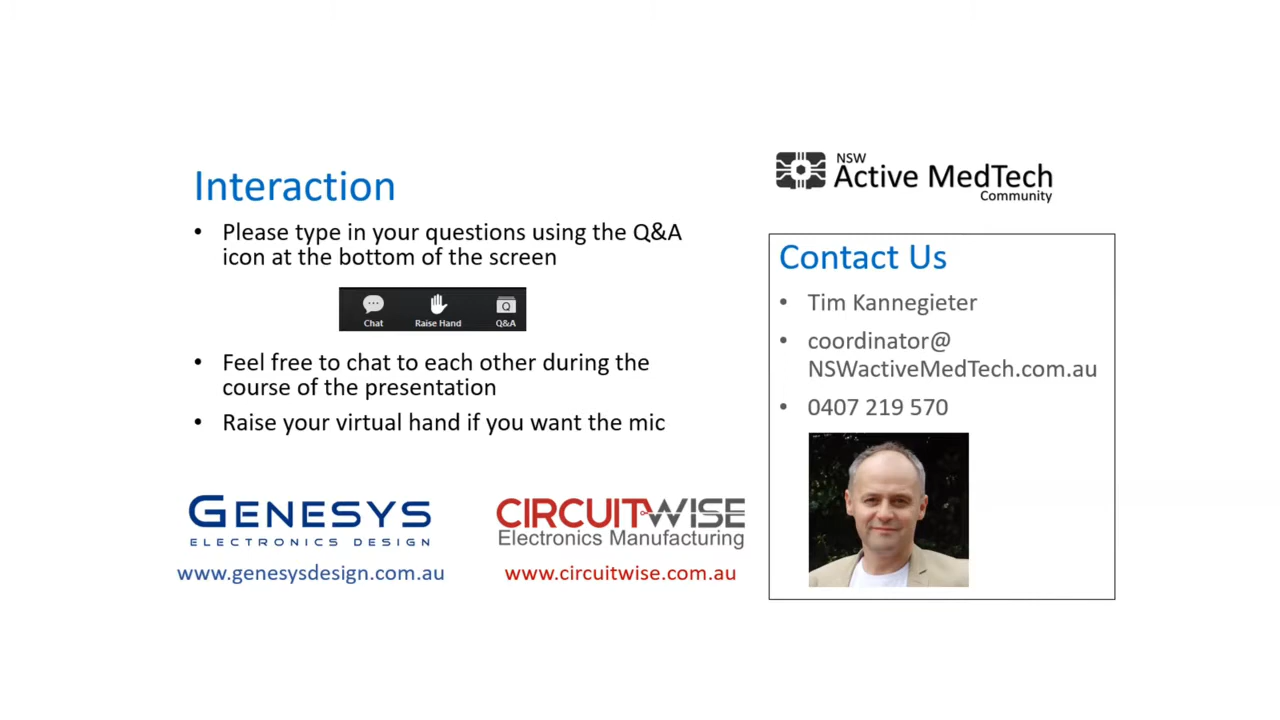 Interaction
• Please type in your questions using the Q&A
icon at the bottom of the screen
Chat Raise Hand Q&A
• Feel free to chat to each other during the
course of the presentation
• Raise your virtual hand if you want the mic
GENESYS
ELECTRONICS DESIGN
www.genesysdesign.com.au
CIRCUITWISE
Electronics Manufacturing
www.circuitwise.com.au
NSW
Active MedTech
Community
Contact Us
• Tim Kannegieter
• coordinator@
NSWactiveMedTech.com.au
• 0407 219 570